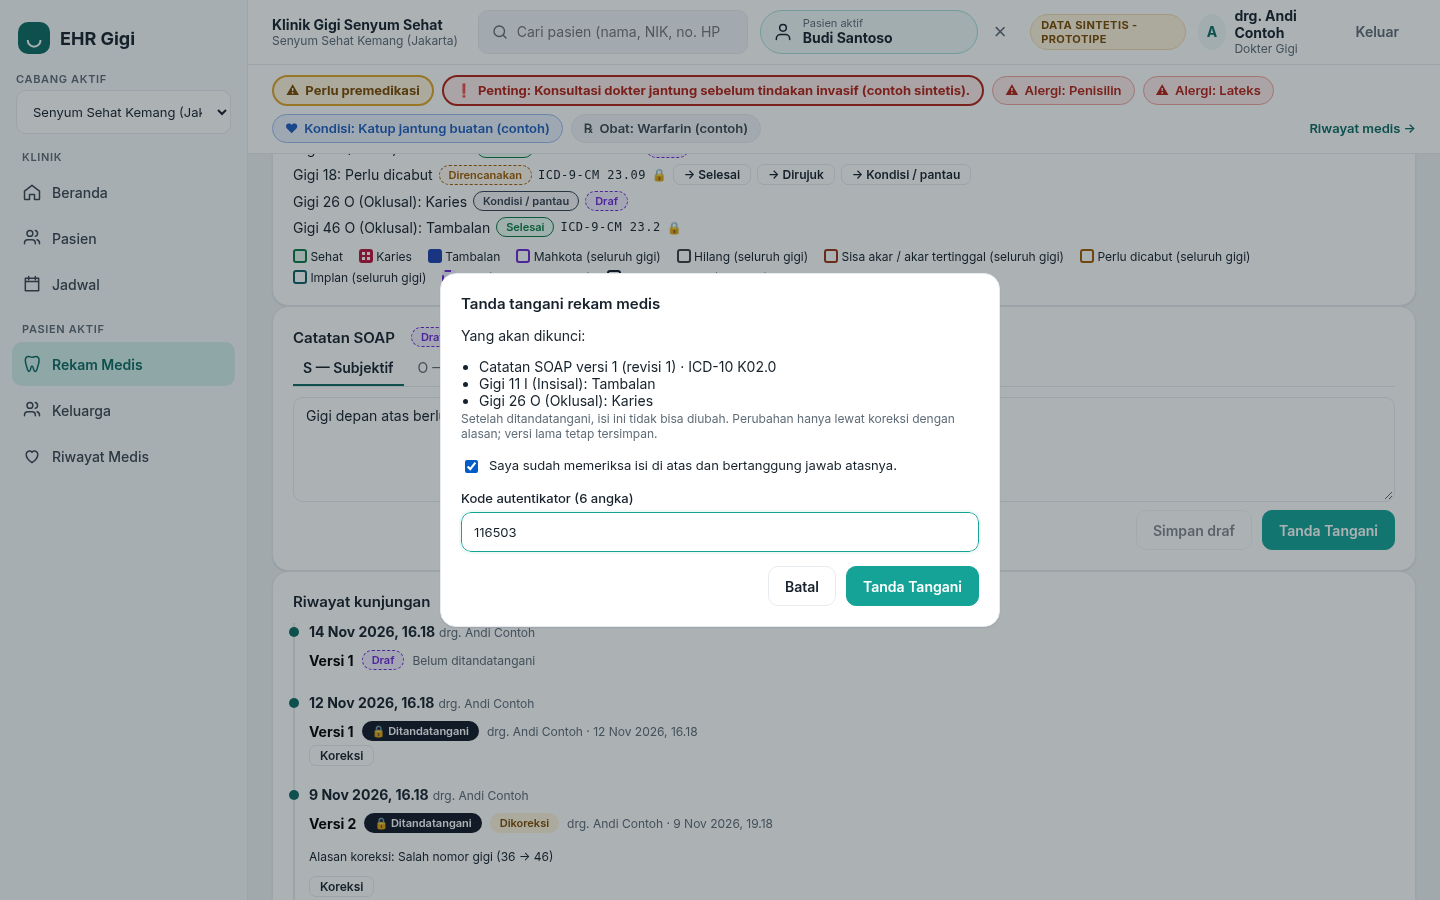 EHR Gigi
CABANG AKTIF
Senyum Sehat Kemang (Jak
KLINIK
Beranda
Pasien
Jadwal
PASIEN AKTIF
Rekam Medis
Keluarga
Riwayat Medis
Klinik Gigi Senyum Sehat
Senyum Sehat Kemang (Jakarta)
Cari pasien (nama, NIK, no. HP
Pasien aktif
Budi Santoso
×
DATA SINTETIS -
PROTOTIPE
A
drg. Andi
Contoh
Dokter Gigi
Keluar
Perlu premedikasi
Penting: Konsultasi dokter jantung sebelum tindakan invasif (contoh sintetis).
Alergi: Penisilin
Alergi: Lateks
Kondisi: Katup jantung buatan (contoh)
℞ Obat: Warfarin (contoh)
Riwayat medis →
Gigi 18: Perlu dicabut Direncanakan ICD-9-CM 23.09 🔒 → Selesai → Dirujuk → Kondisi / pantau
Gigi 26 O (Oklusal): Karies Kondisi / pantau Draf
Gigi 46 O (Oklusal): Tambalan Selesai ICD-9-CM 23.2 🔒
Sehat Karies Tambalan Mahkota (seluruh gigi) Hilang (seluruh gigi) Sisa akar / akar tertinggal (seluruh gigi) Perlu dicabut (seluruh gigi)
Implan (seluruh gigi)
Catatan SOAP Dra
S — Subjektif O —
Gigi depan atas berl
Simpan draf
Tanda Tangani
Tanda tangani rekam medis
Yang akan dikunci:
• Catatan SOAP versi 1 (revisi 1) · ICD-10 K02.0
• Gigi 11 I (Insisal): Tambalan
• Gigi 26 O (Oklusal): Karies
Setelah ditandatangani, isi ini tidak bisa diubah. Perubahan hanya lewat koreksi dengan
alasan; versi lama tetap tersimpan.
Saya sudah memeriksa isi di atas dan bertanggung jawab atasnya.
Kode autentikator (6 angka)
116503
Batal
Tanda Tangani
Riwayat kunjungan
14 Nov 2026, 16.18 drg. Andi Contoh
Versi 1 Draf Belum ditandatangani
12 Nov 2026, 16.18 drg. Andi Contoh
Versi 1 🔒 Ditandatangani drg. Andi Contoh · 12 Nov 2026, 16.18
Koreksi
9 Nov 2026, 16.18 drg. Andi Contoh
Versi 2 🔒 Ditandatangani Dikoreksi drg. Andi Contoh · 9 Nov 2026, 19.18
Alasan koreksi: Salah nomor gigi (36 → 46)
Koreksi